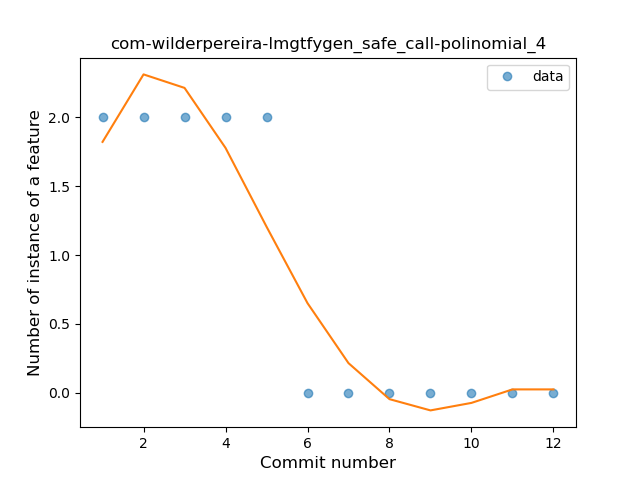 com-wilderpereira-lmgtfygen_safe_call-polinomial_4
data
Number of instance of a feature
2.0
1.5
1.0
0.5
0.0
2 4 6 8 10 12
Commit number